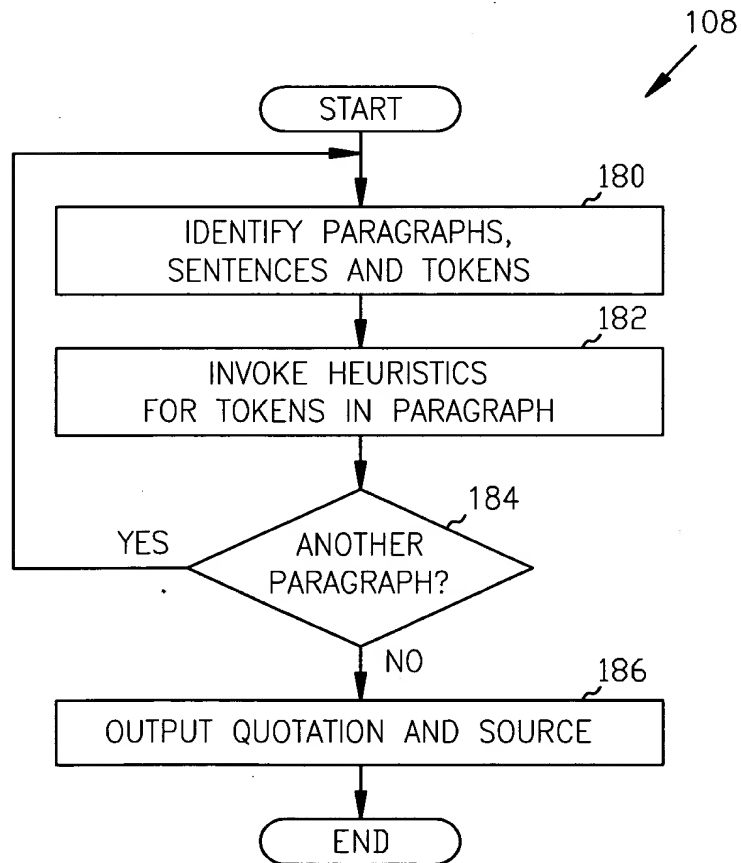 108
START
180
IDENTIFY PARAGRAPHS,
SENTENCES AND TOKENS
182
INVOKE HEURISTICS
FOR TOKENS IN PARAGRAPH
184
YES
ANOTHER
PARAGRAPH?
NO
186
OUTPUT QUOTATION AND SOURCE
END